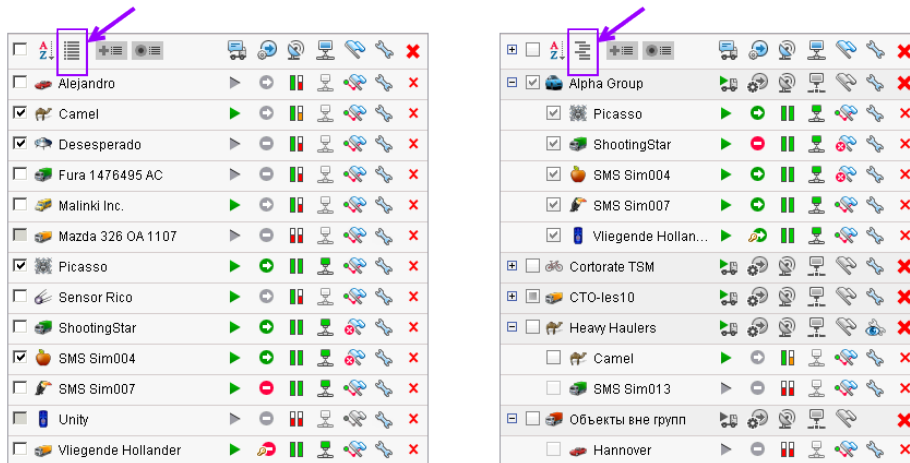 A
Z
Alejandro
Camel
Desesperado
Fura 1476495 AC
Malinki Inc.
Mazda 326 OA 1107
Picasso
Sensor Rico
ShootingStar
SMS Sim004
SMS Sim007
Unity
Vliegende Hollander
A
Z
Alpha Group
Picasso
ShootingStar
SMS Sim004
SMS Sim007
Vliegende Hollan...
Cortorate TSM
CTO-les10
Heavy Haulers
Camel
SMS Sim013
Объекты вне групп
Hannover